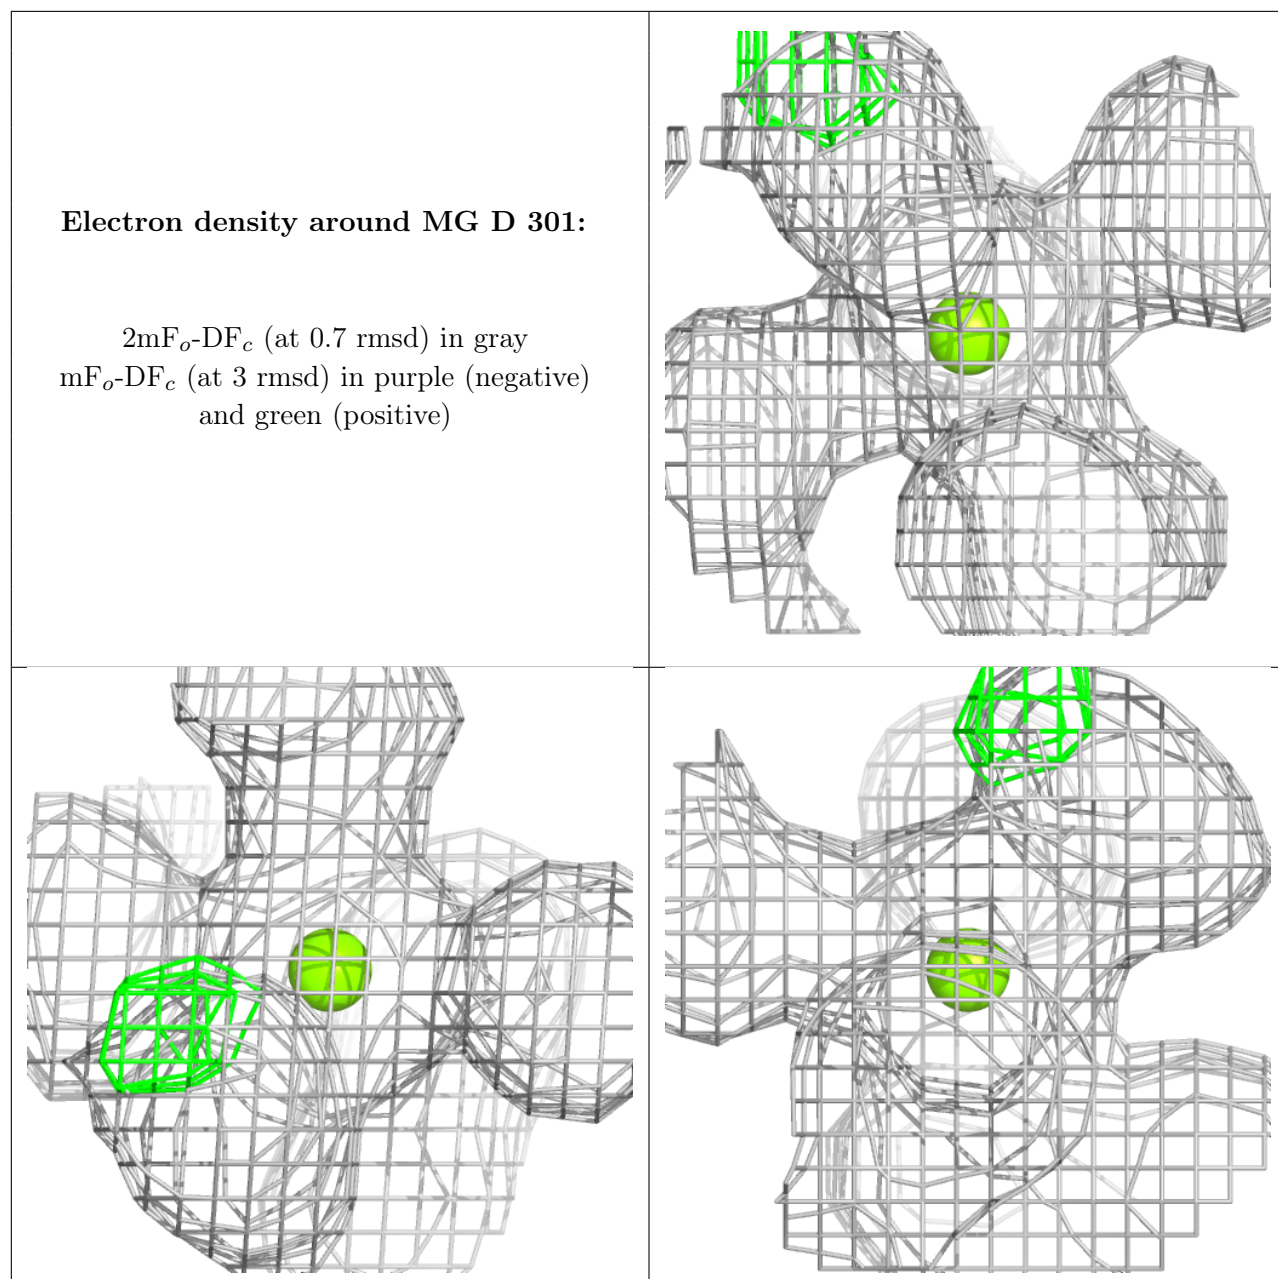 Electron density around MG D 301:
2mFo-DFc (at 0.7 rmsd) in gray
mFo-DFc (at 3 rmsd) in purple (negative)
and green (positive)